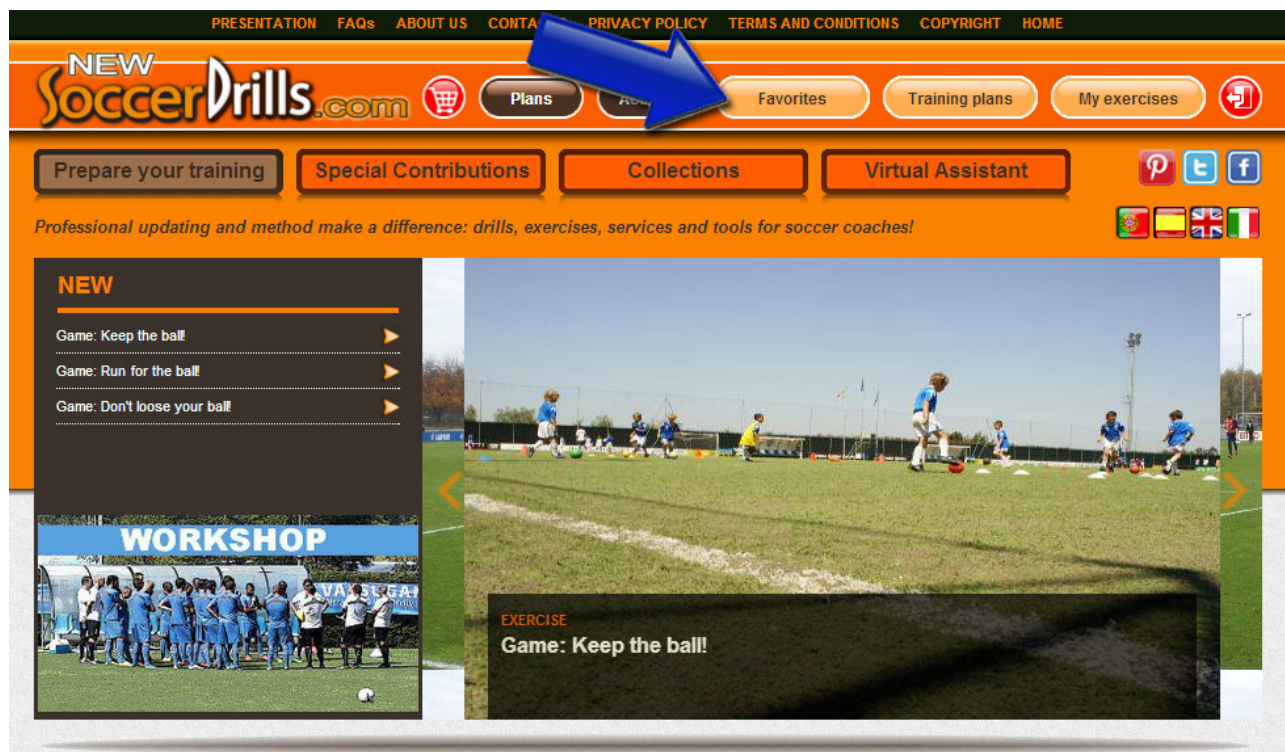 PRESENTATION FAQs ABOUT US PRIVACY POLICY TERMS AND CONDITIONS COPYRIGHT HOME
NEW
SoccerDrills.com
Plans
Favorites
Training plans
My exercises
Prepare your training
Special Contributions
Collections
Virtual Assistant
Professional updating and method make a difference: drills, exercises, services and tools for soccer coaches!
NEW
Game: Keep the ball!
Game: Run for the ball!
Game: Don't loose your ball!
WORKSHOP
VALSUGANA
EXERCISE
Game: Keep the ball!